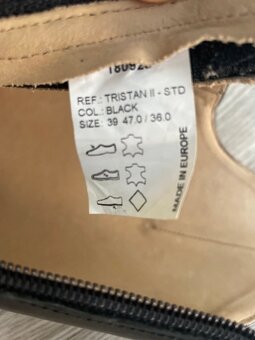 REF.: TRISTAN II - STD
COL.: BLACK
SIZE: 39 47.0 / 36.0
MADE IN EUROPE